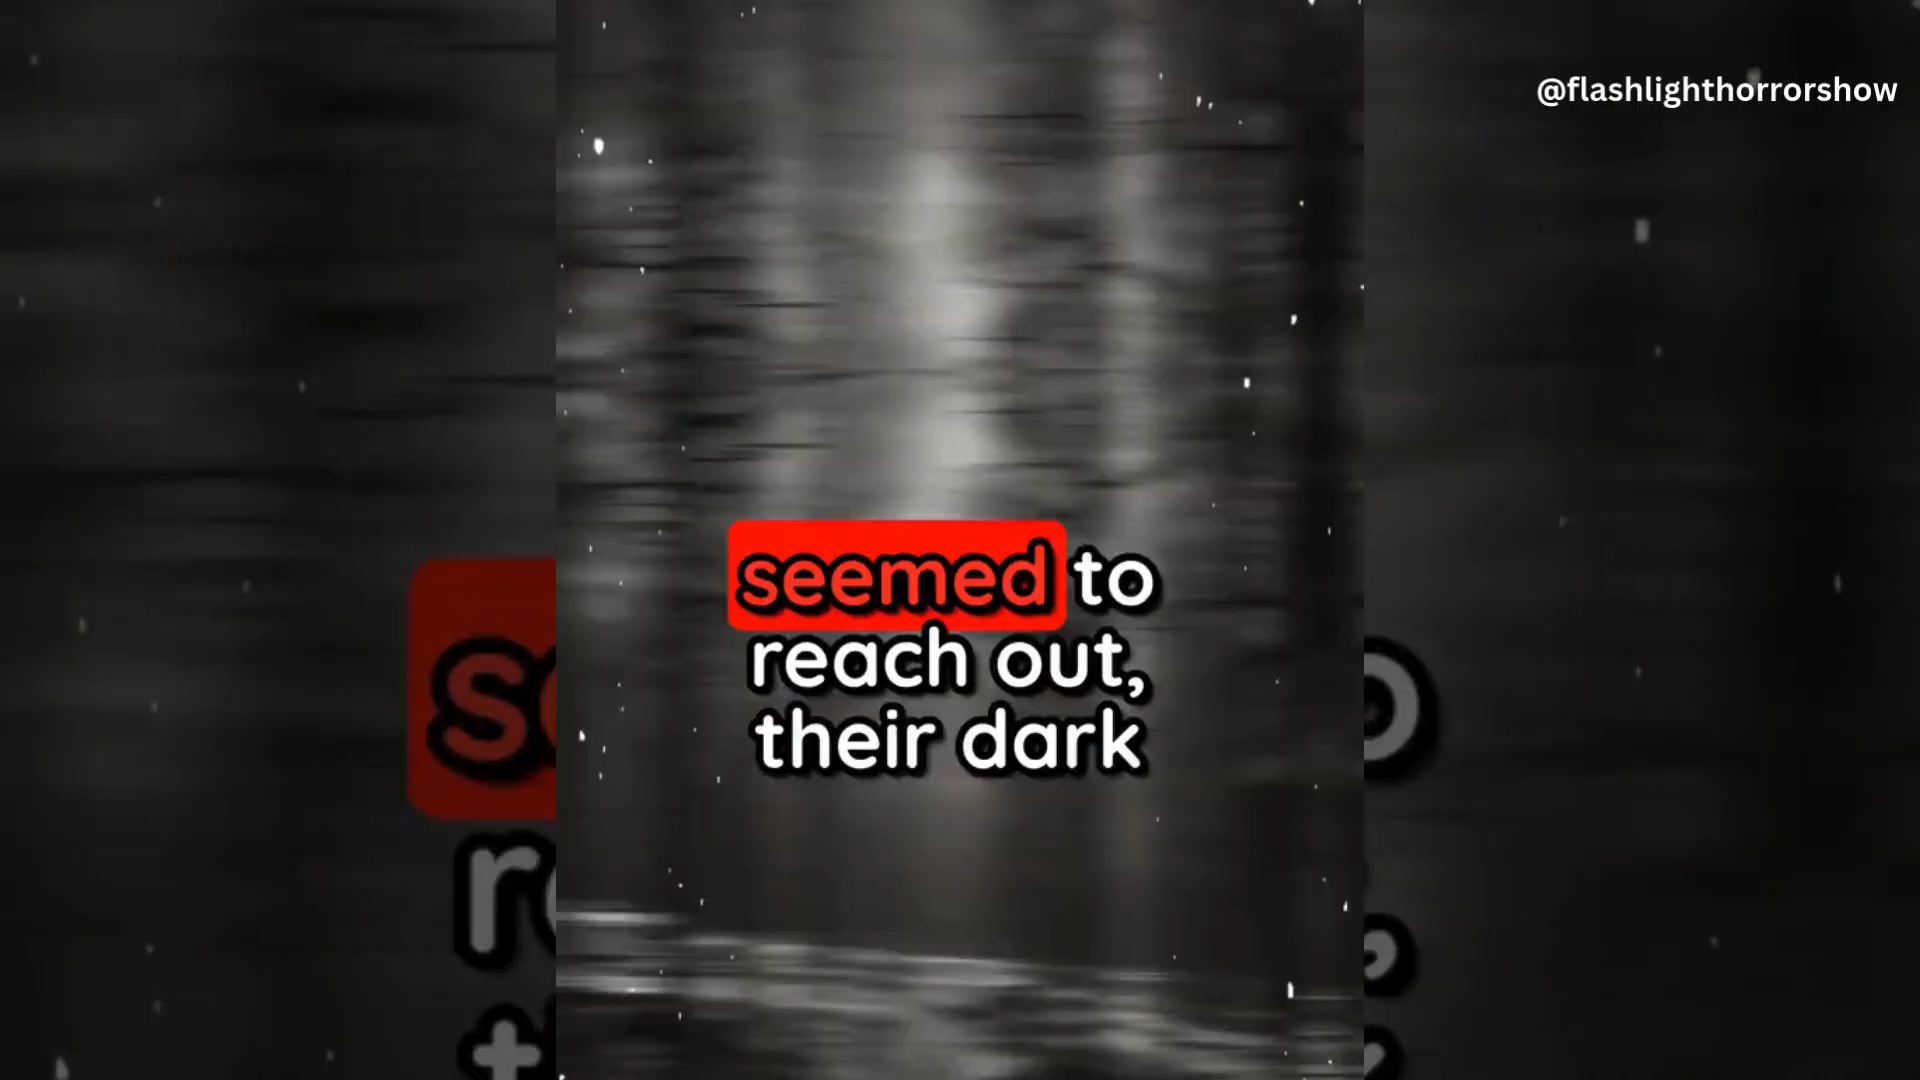 @flashlighthorrorshow
seemed to
reach out,
their dark